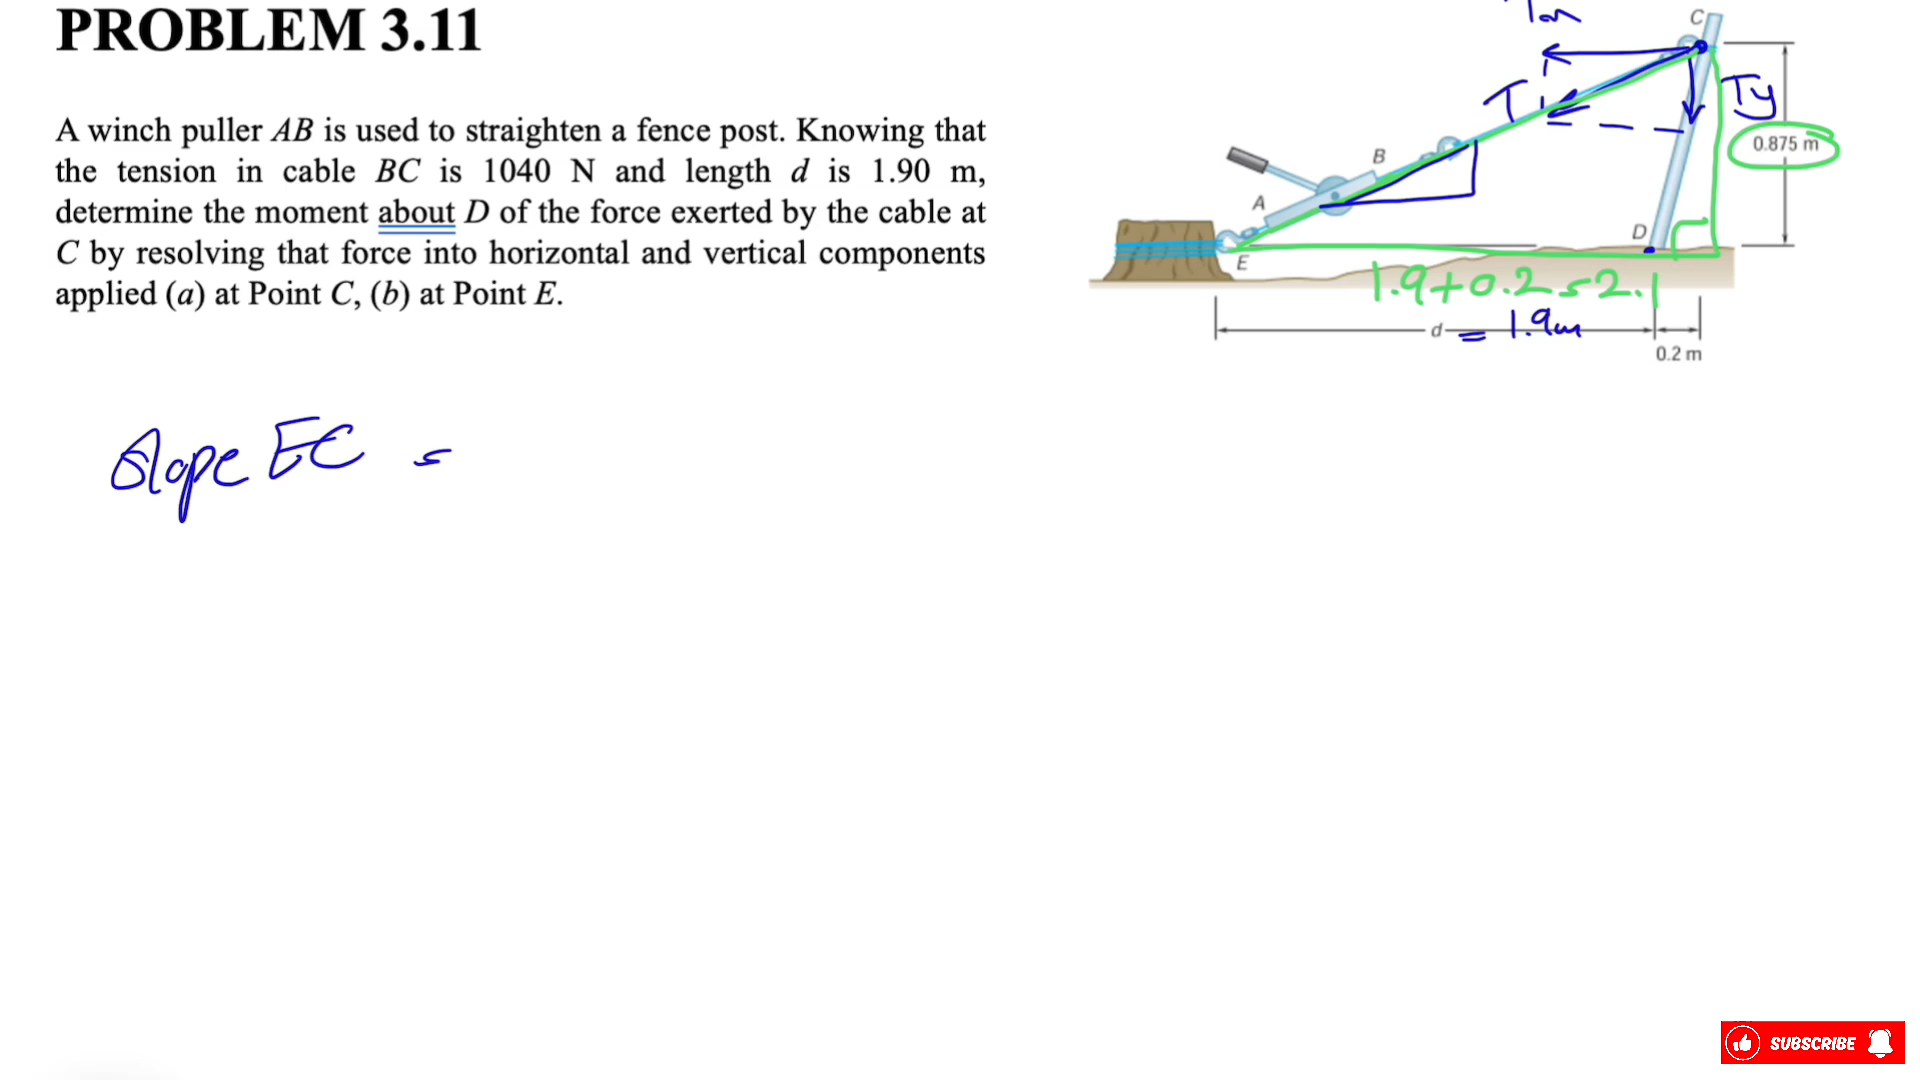 PROBLEM 3.11
A winch puller AB is used to straighten a fence post. Knowing that
the tension in cable BC is 1040 N and length d is 1.90 m,
determine the moment about D of the force exerted by the cable at
C by resolving that force into horizontal and vertical components
applied (a) at Point C, (b) at Point E.
C
T
Ty
0.875 m
B
A
D
E
1.9+0.2=2.1
d = 1.9m
0.2 m
Slope EC =
SUBSCRIBE